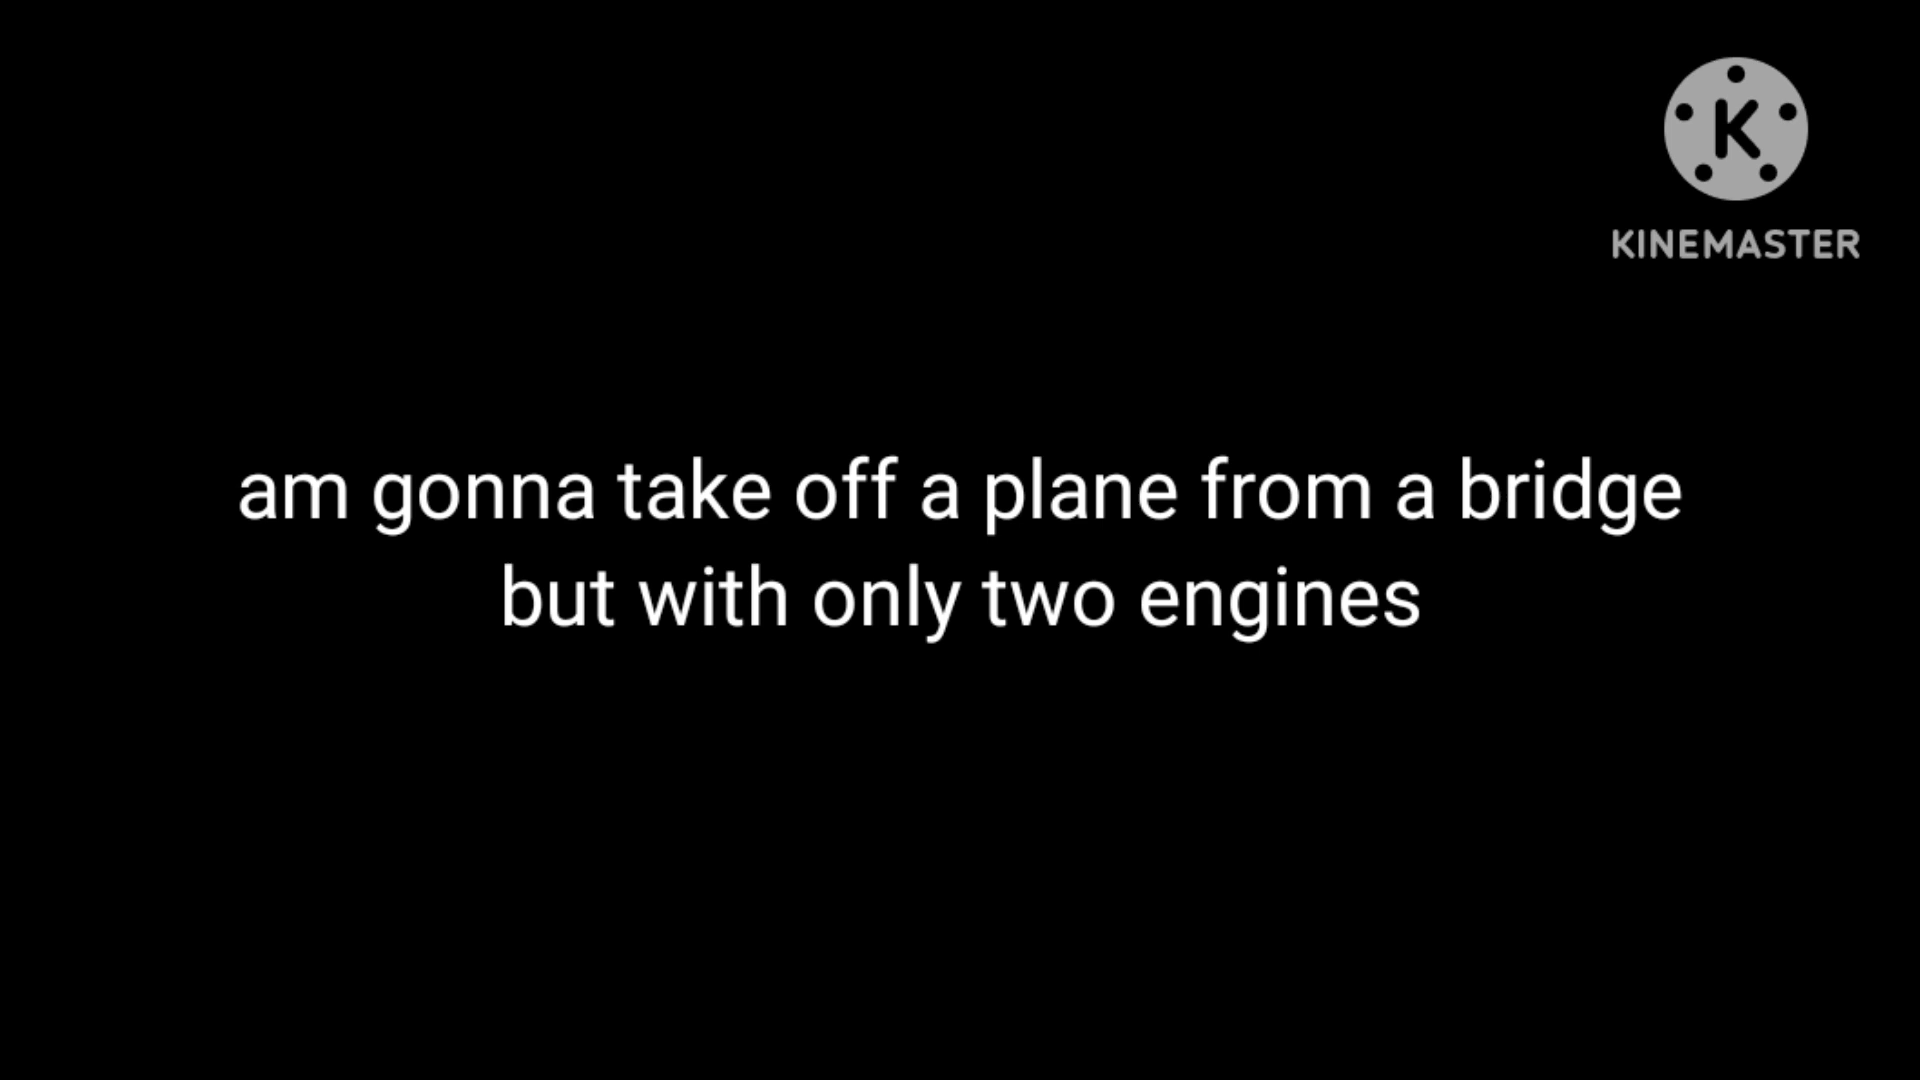 K
KINEMASTER
am gonna take off a plane from a bridge
but with only two engines